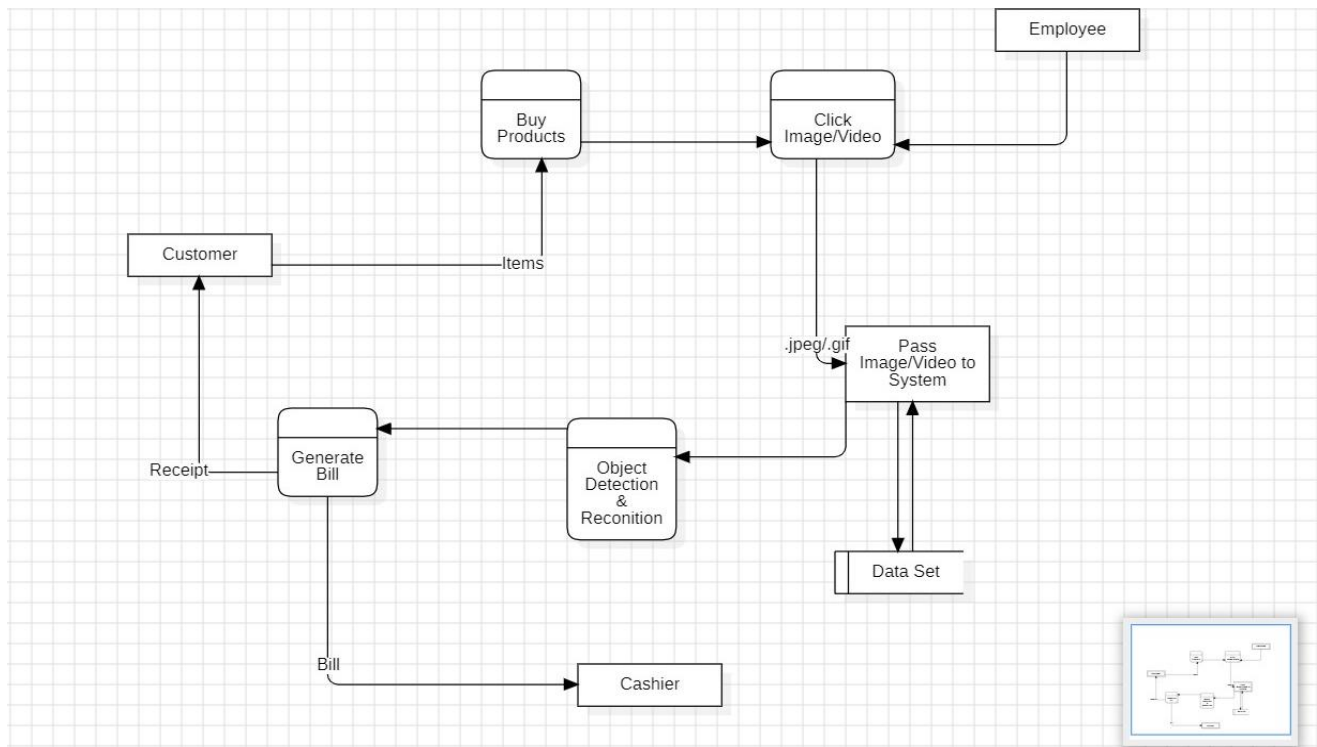 Employee
Buy
Products
Click
Image/Video
Customer
Items
.jpeg/.gif
Pass
Image/Video to
System
Generate
Bill
Receipt
Object
Detection
&
Reconition
Data Set
Bill
Cashier